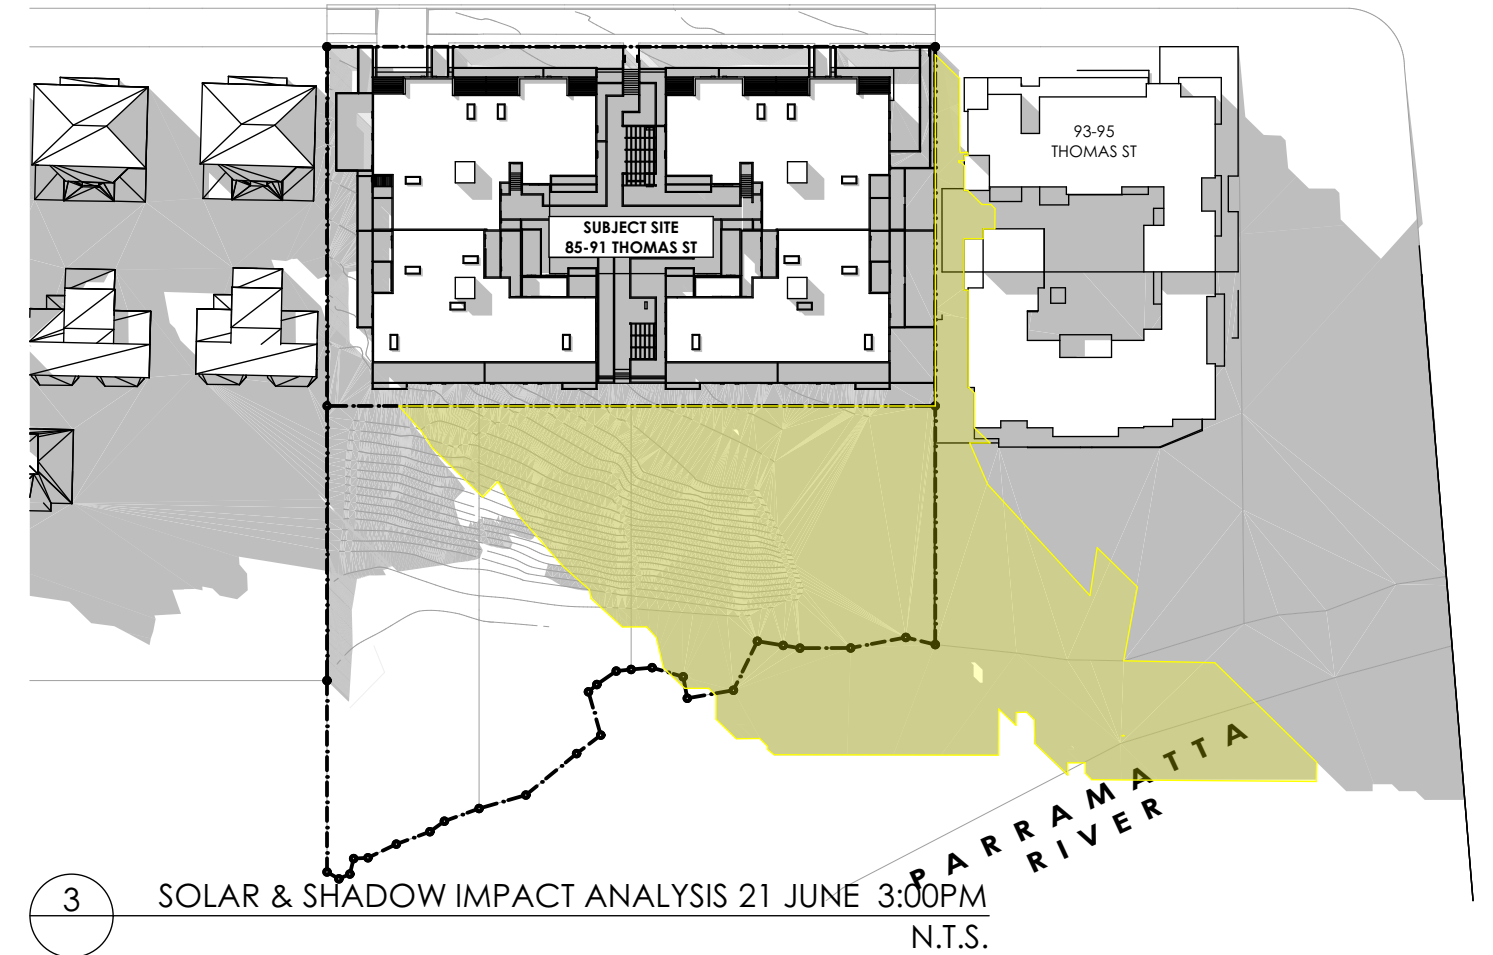 93-95
THOMAS ST
SUBJECT SITE
85-91 THOMAS ST
PARRAMATTA
RIVER
3
SOLAR & SHADOW IMPACT ANALYSIS 21 JUNE 3:00PM
N.T.S.